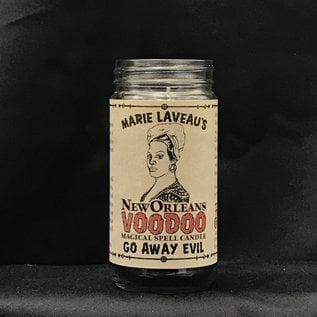 MARIE LAVEAU'S
NEW ORLEANS
VOODOO
MAGICAL SPELL CANDLE
GO AWAY EVIL